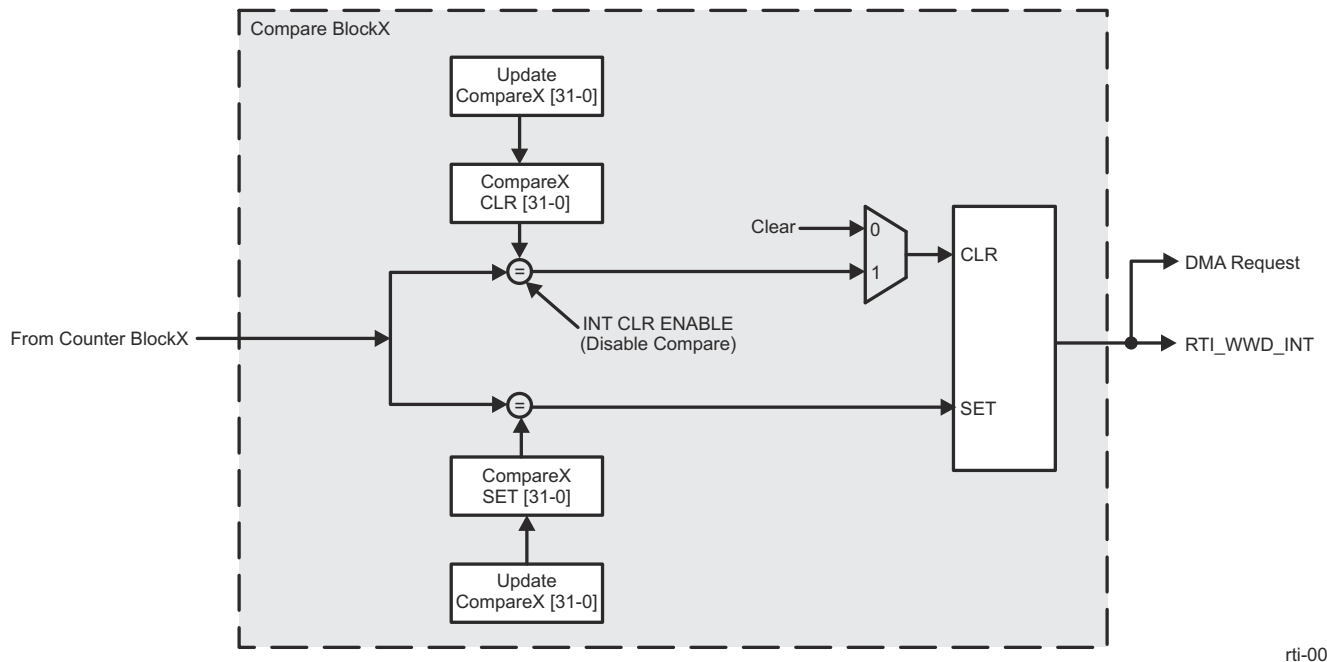 Compare BlockX
Update
CompareX [31-0]
CompareX
CLR [31-0]
Clear
0
1
CLR
DMA Request
=
INT CLR ENABLE
(Disable Compare)
From Counter BlockX
RTI_WWD_INT
=
SET
CompareX
SET [31-0]
Update
CompareX [31-0]
rti-00